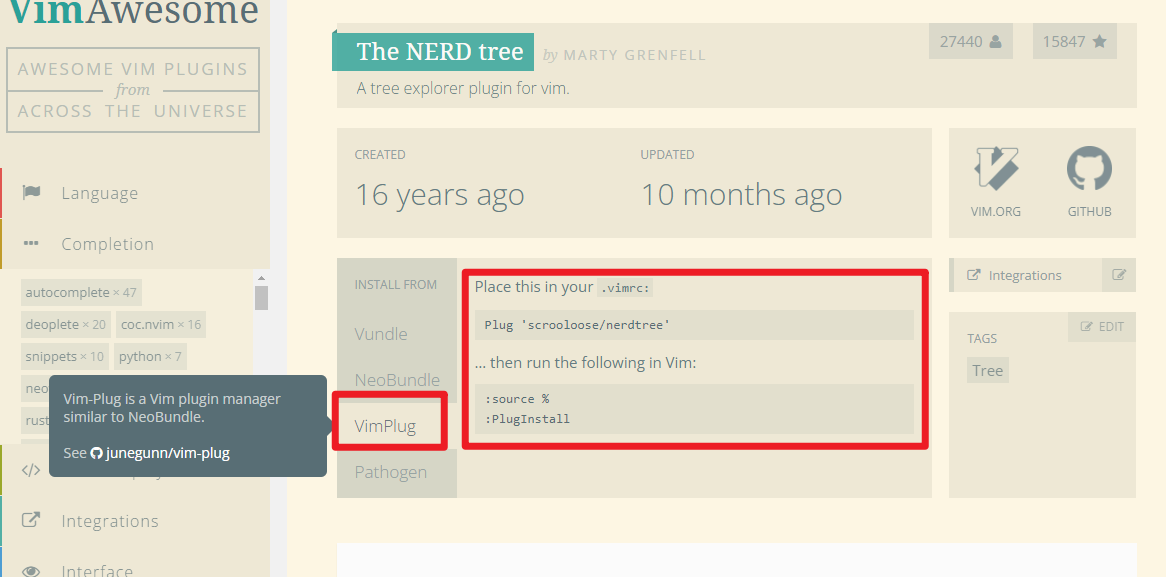 VimAwesome
AWESOME VIM PLUGINS
from
ACROSS THE UNIVERSE
Language
Completion
autocomplete × 47
deoplete × 20 coc.nvim × 16
snippets × 10 python × 7
neo
rust
Vim-Plug is a Vim plugin manager
similar to NeoBundle.
See junegunn/vim-plug
Integrations
Interface
The NERD tree by MARTY GRENFELL
27440 15847
A tree explorer plugin for vim.
CREATED
16 years ago
UPDATED
10 months ago
VIM.ORG
GITHUB
INSTALL FROM
Vundle
NeoBundle
VimPlug
Pathogen
Place this in your .vimrc:
Plug 'scrooloose/nerdtree'
... then run the following in Vim:
:source %
:PlugInstall
Integrations
EDIT
TAGS
Tree